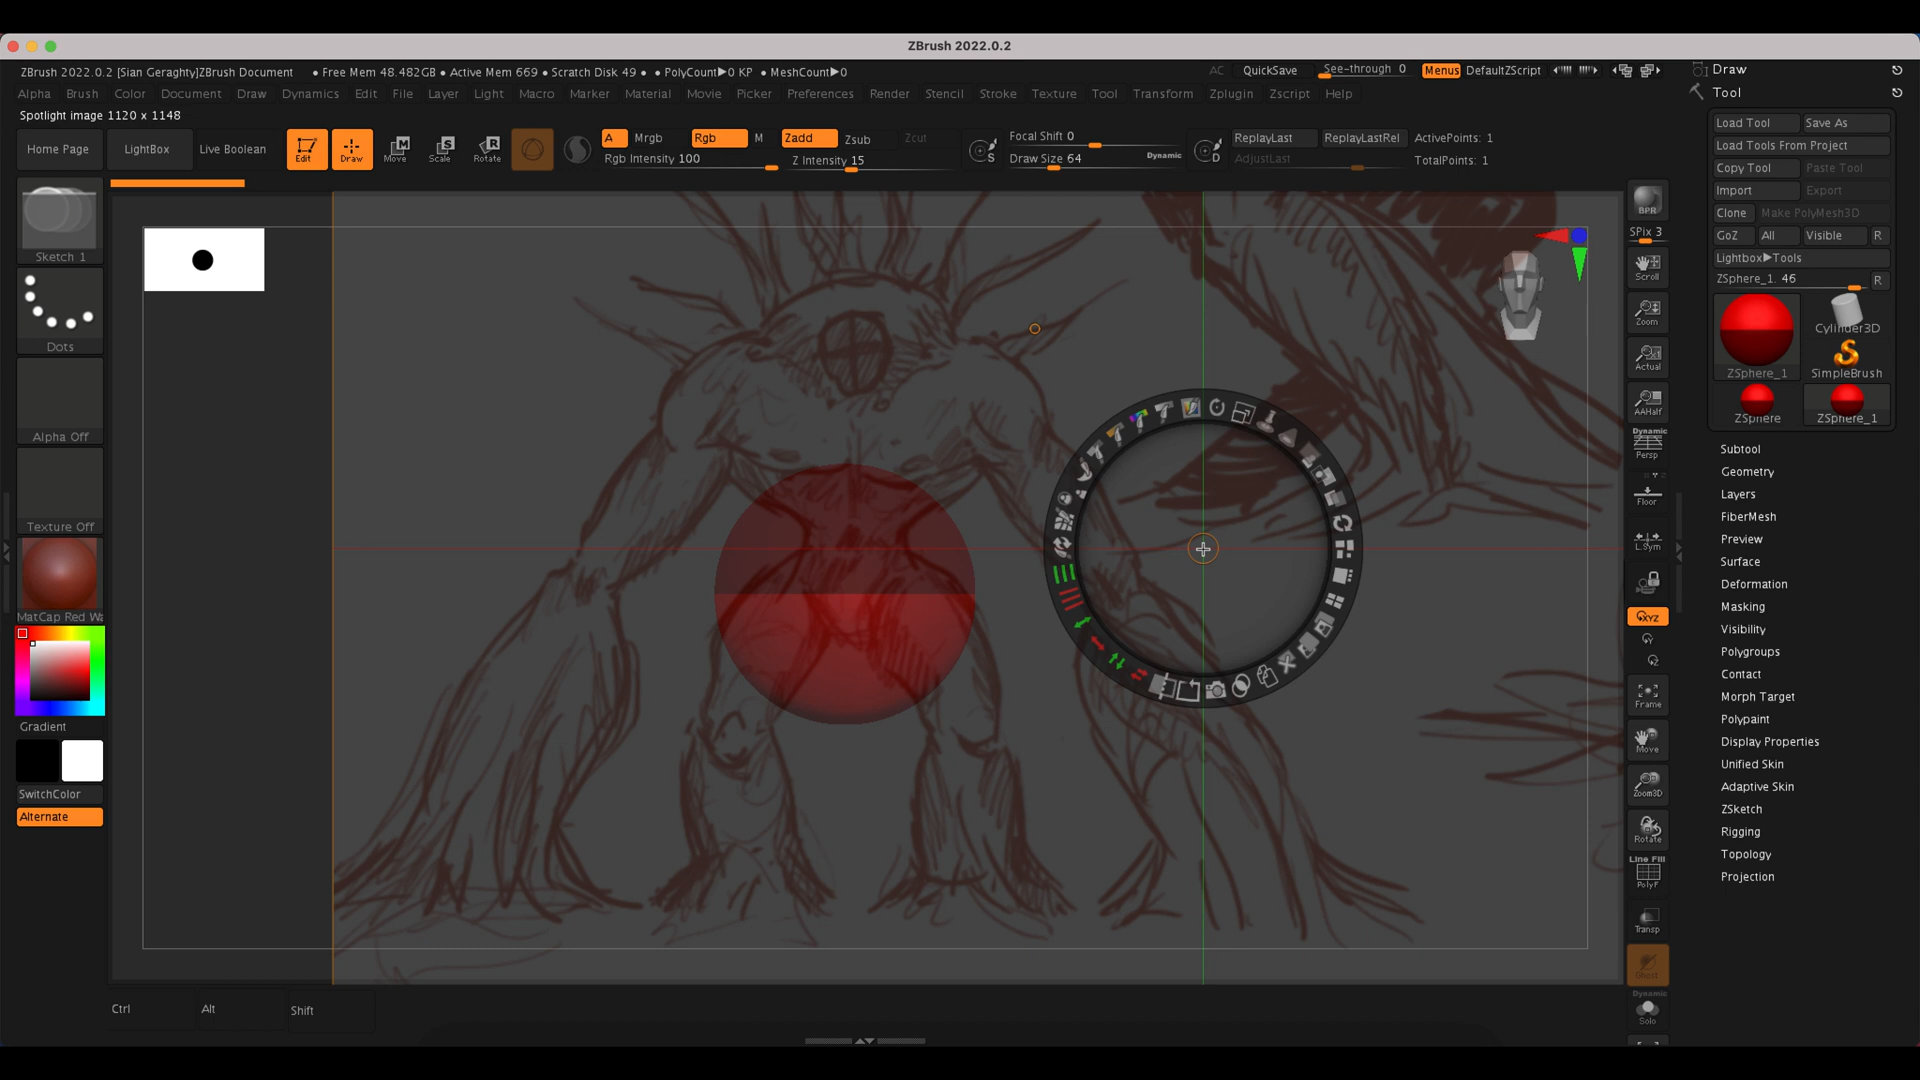 ZBrush 2022.0.2
ZBrush 2022.0.2 [Sian Geraghty]ZBrush Document • Free Mem 48.482GB • Active Mem 669 • Scratch Disk 49 • • PolyCount▶0 KP • MeshCount▶0 AC QuickSave See-through 0 Menus DefaultZScript
Alpha Brush Color Document Draw Dynamics Edit File Layer Light Macro Marker Material Movie Picker Preferences Render Stencil Stroke Texture Tool Transform Zplugin Zscript Help
Spotlight image 1120 x 1148
Home Page LightBox Live Boolean Edit Draw Move Scale Rotate
A Mrgb Rgb M Zadd Zsub Zcut
Rgb Intensity 100 Z Intensity 15
Focal Shift 0
Draw Size 64 Dynamic
S D
ReplayLast ReplayLastRel ActivePoints: 1
AdjustLast TotalPoints: 1
Sketch 1
Dots
Alpha Off
Texture Off
MatCap Red Wa
Gradient
SwitchColor
Alternate
Ctrl Alt Shift
BPR
SPix 3
Scroll
Zoom
Actual
AAHalf
Dynamic
Persp
Floor
L.Sym
XYZ
Y
Z
Frame
Move
Zoom3D
Rotate
Line Fill
PolyF
Transp
Ghost
Dynamic
Solo
Draw
Tool
Load Tool Save As
Load Tools From Project
Copy Tool Paste Tool
Import Export
Clone Make PolyMesh3D
GoZ All Visible R
Lightbox▶Tools
ZSphere_1. 46 R
ZSphere_1 Cylinder3D
SimpleBrush
ZSphere ZSphere_1
Subtool
Geometry
Layers
FiberMesh
Preview
Surface
Deformation
Masking
Visibility
Polygroups
Contact
Morph Target
Polypaint
Display Properties
Unified Skin
Adaptive Skin
ZSketch
Rigging
Topology
Projection